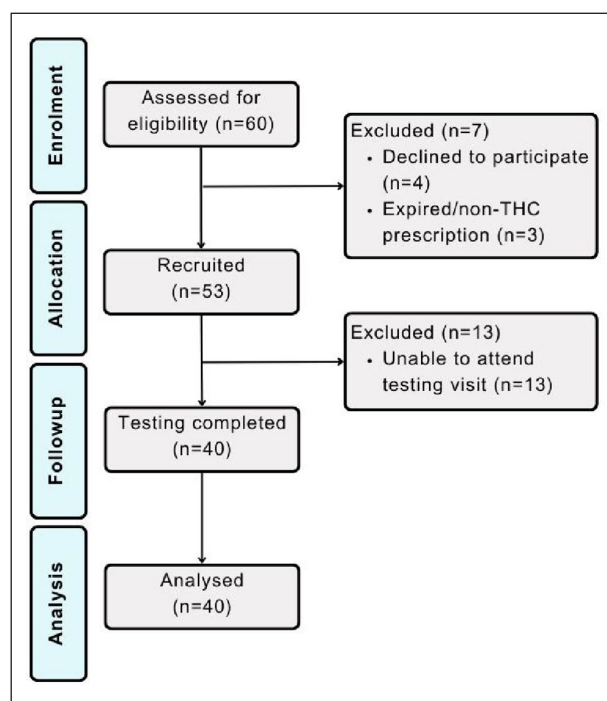 Enrolment
Assessed for
eligibility (n=60)
Excluded (n=7)
• Declined to participate
(n=4)
• Expired/non-THC
prescription (n=3)
Allocation
Recruited
(n=53)
Excluded (n=13)
• Unable to attend
testing visit (n=13)
Followup
Testing completed
(n=40)
Analysis
Analysed
(n=40)